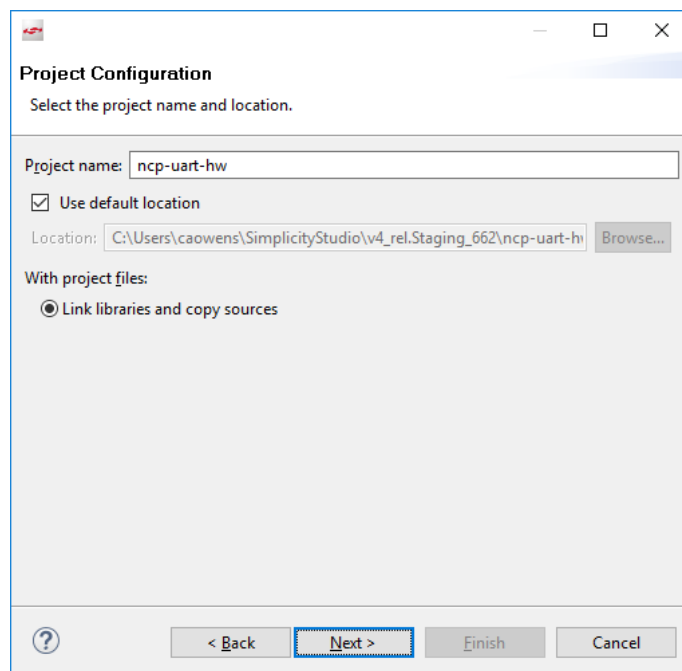 Project Configuration
Select the project name and location.
Project name: ncp-uart-hw
Use default location
Location: C:\Users\caowens\SimplicityStudio\v4_rel.Staging_662\ncp-uart-h Browse...
With project files:
Link libraries and copy sources
? < Back Next > Finish Cancel